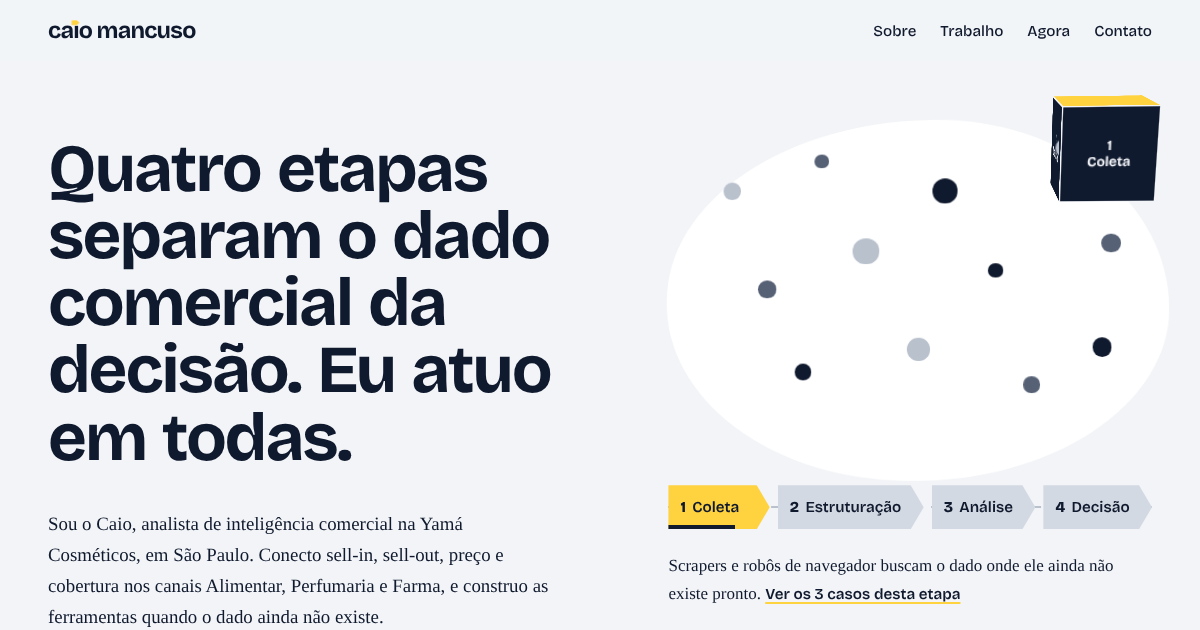 caio mancuso
Sobre Trabalho Agora Contato
Quatro etapas
separam o dado
comercial da
decisão. Eu atuo
em todas.
Sou o Caio, analista de inteligência comercial na Yamá
Cosméticos, em São Paulo. Conecto sell-in, sell-out, preço e
cobertura nos canais Alimentar, Perfumaria e Farma, e construo as
ferramentas quando o dado ainda não existe.
1
Coleta
1 Coleta
2 Estruturação
3 Análise
4 Decisão
Scrapers e robôs de navegador buscam o dado onde ele ainda não
existe pronto. Ver os 3 casos desta etapa